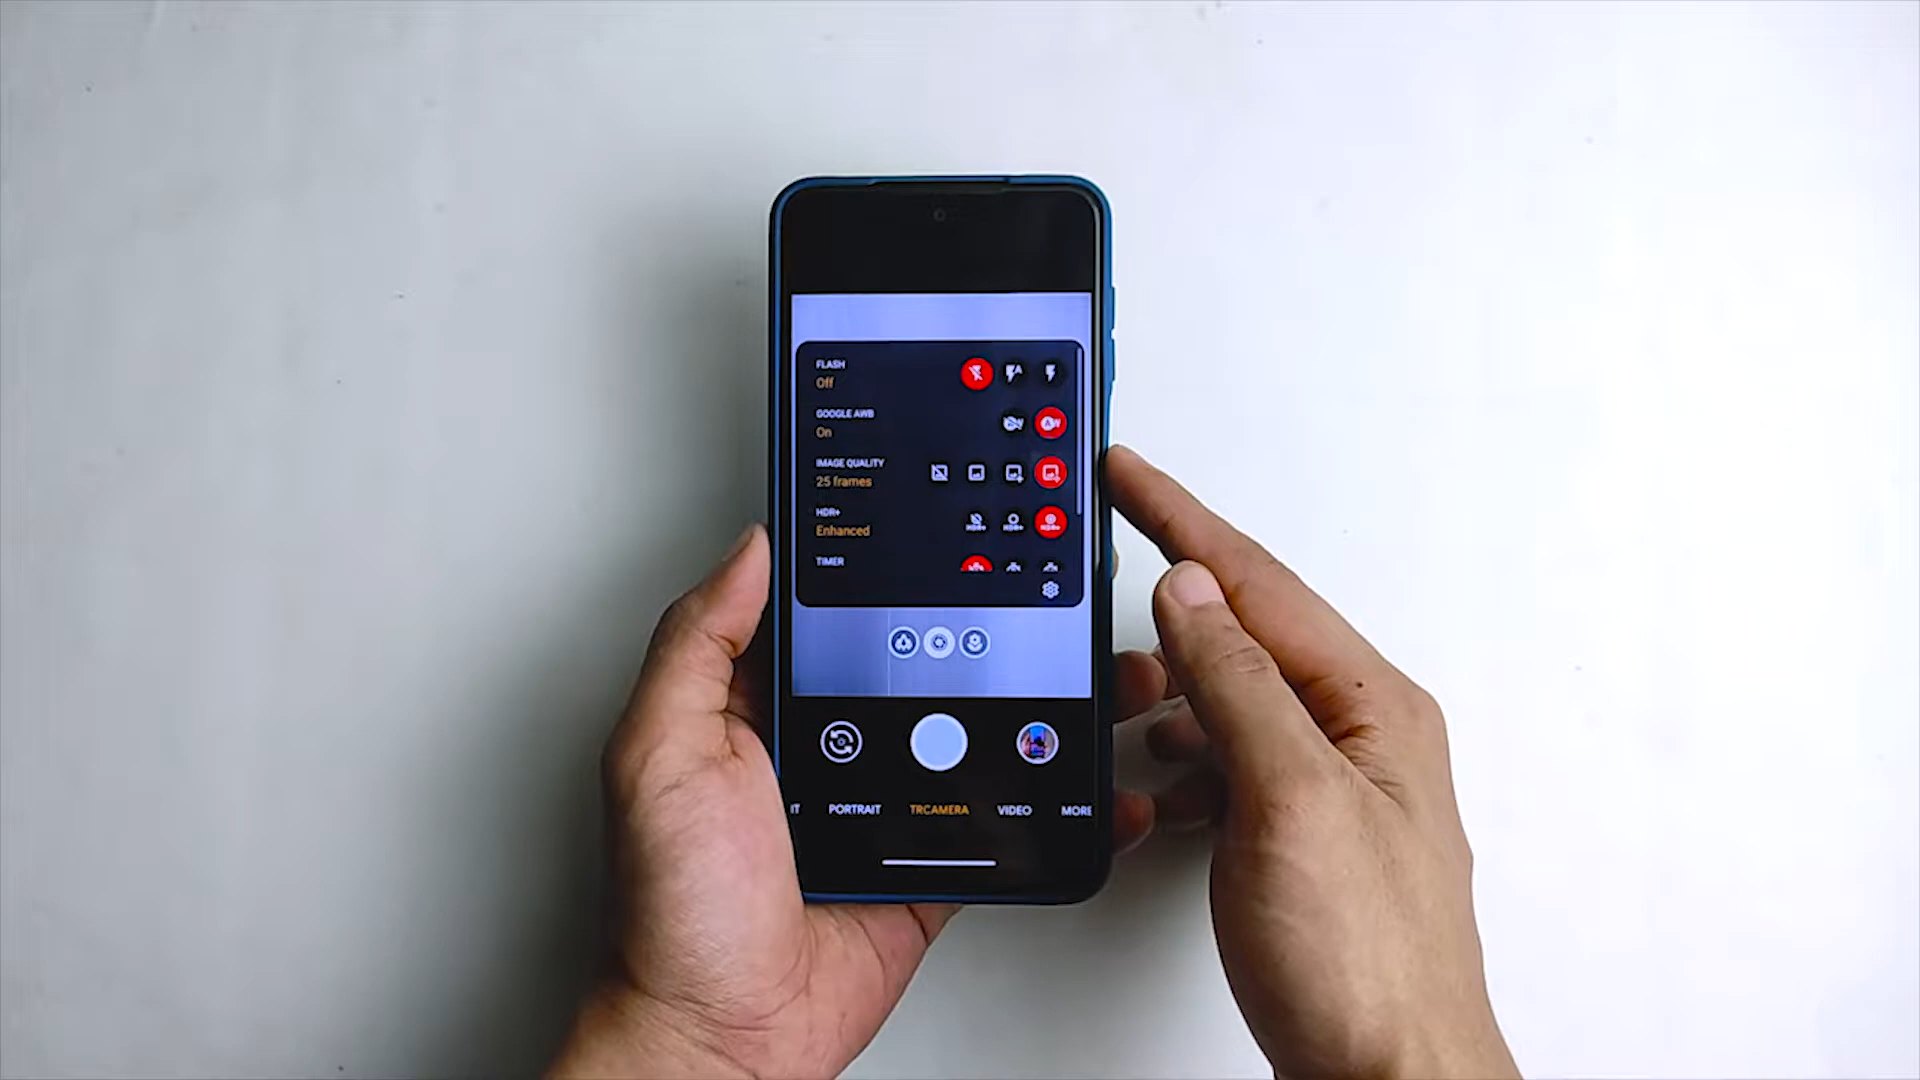 FLASH
Off
GOOGLE AWB
On
IMAGE QUALITY
25 frames
HDR+
Enhanced
TIMER
PORTRAIT TRCAMERA VIDEO MORE